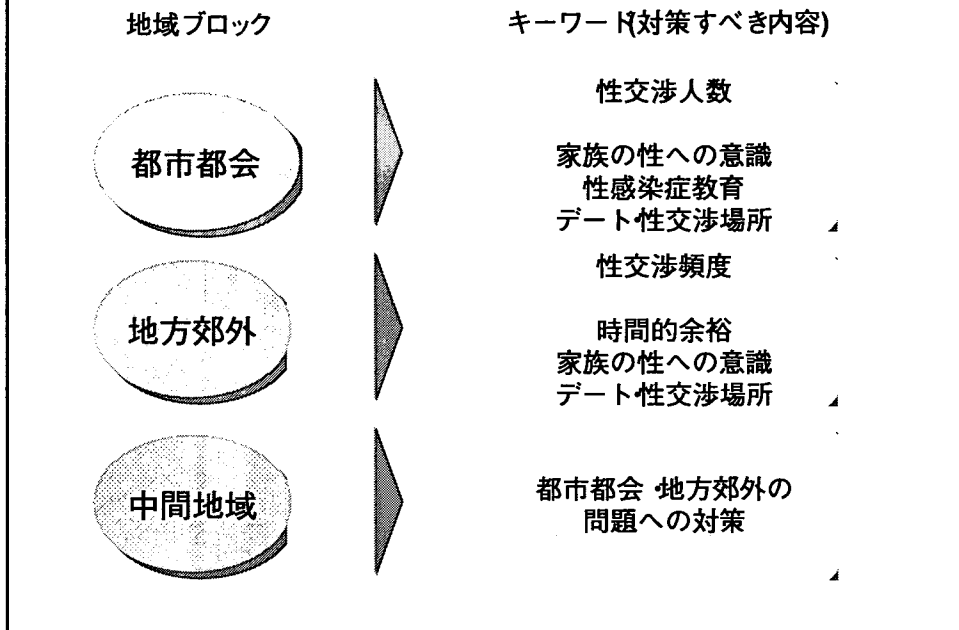 地域ブロック
キーワード(対策すべき内容)
都市都会
性交渉人数
家族の性への意識
性感染症教育
デート・性交渉場所
地方郊外
性交渉頻度
時間的余裕
家族の性への意識
デート・性交渉場所
中間地域
都市都会・地方郊外の
問題への対策